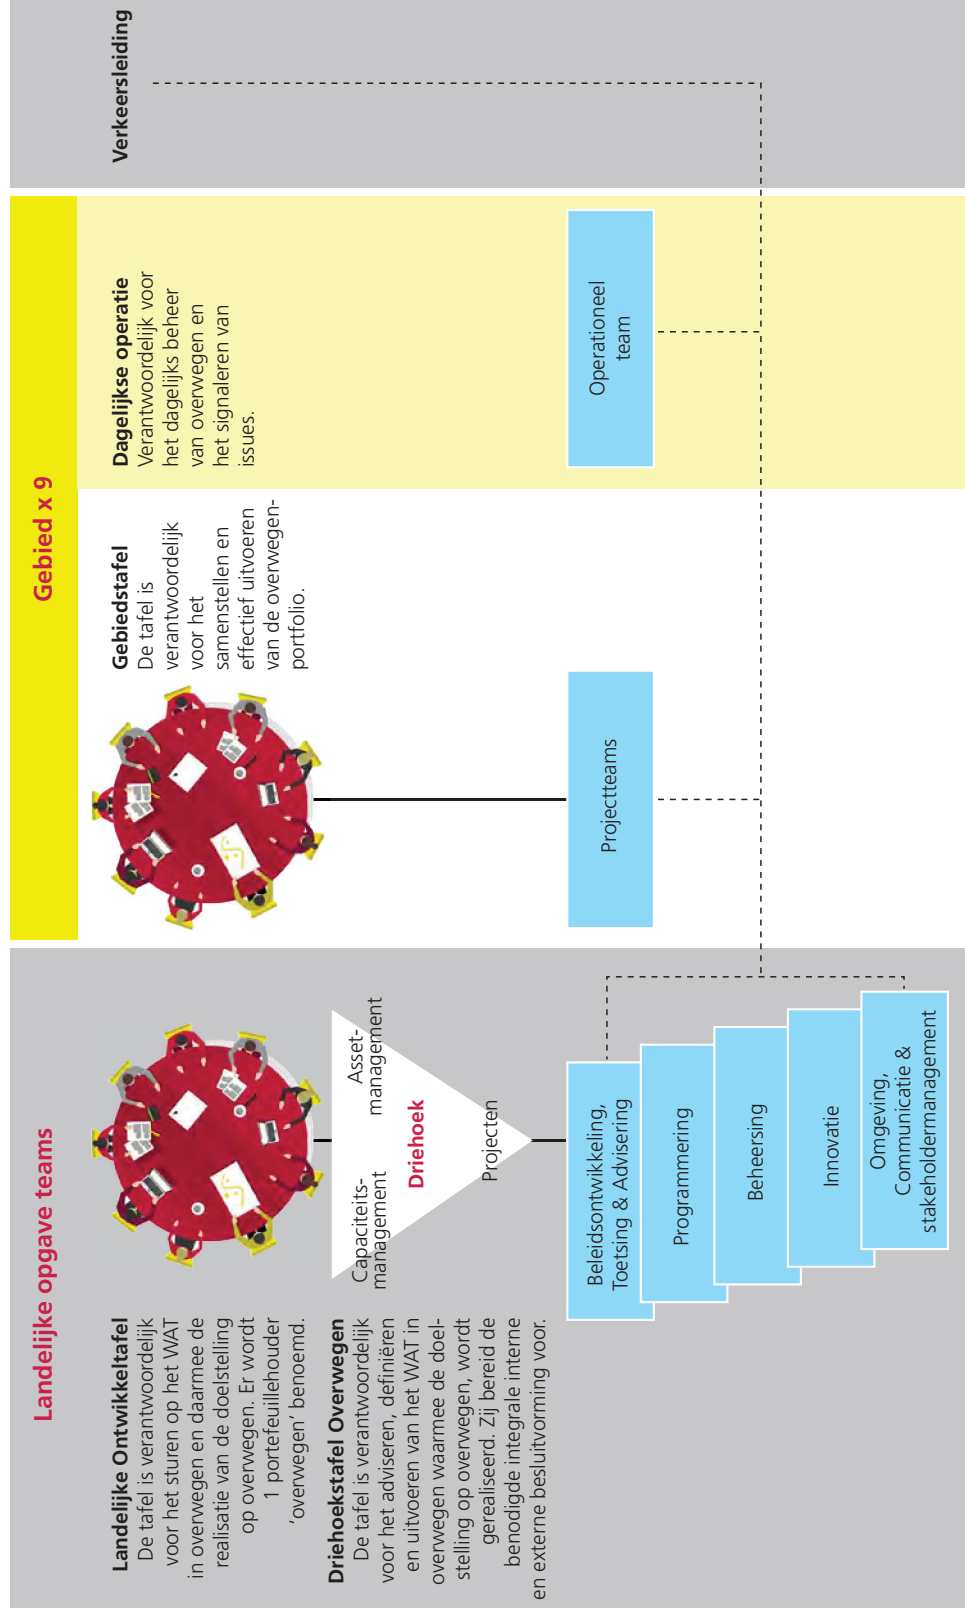 Landelijke opgave teams
Gebied x 9
Verkeersleiding
Landelijke Ontwikkeltafel
De tafel is verantwoordelijk
voor het sturen op het WAT
in overwegen en daarmee de
realisatie van de doelstelling
op overwegen. Er wordt
1 portefeuillehouder
‘overwegen’ benoemd.
Driehoekstafel Overwegen
De tafel is verantwoordelijk
voor het adviseren, definiëren
en uitvoeren van het WAT in
overwegen waarmee de doel-
stelling op overwegen, wordt
gerealiseerd. Zij bereid de
benodigde integrale interne
en externe besluitvorming voor.
Capaciteits-
management
Asset-
management
Driehoek
Projecten
Beleidsontwikkeling,
Toetsing & Advisering
Programmering
Beheersing
Innovatie
Omgeving,
Communicatie &
stakeholdermanagement
Gebiedstafel
De tafel is
verantwoordelijk
voor het
samenstellen en
effectief uitvoeren
van de overwegen-
portfolio.
Projectteams
Dagelijkse operatie
Verantwoordelijk voor
het dagelijks beheer
van overwegen en
het signaleren van
issues.
Operationeel
team